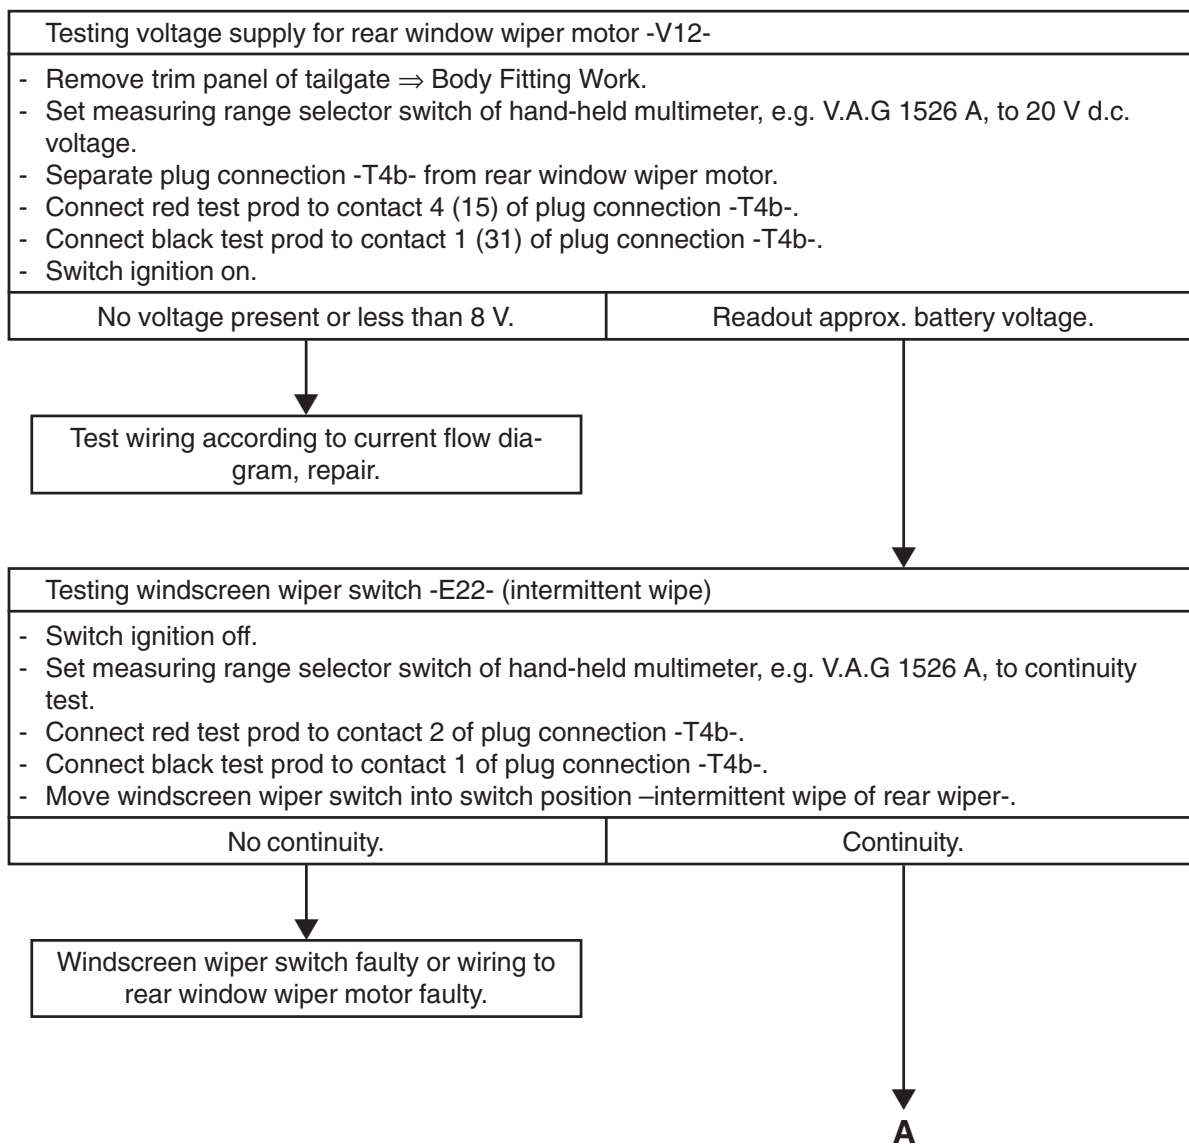 Testing voltage supply for rear window wiper motor -V12-
- Remove trim panel of tailgate ⇒ Body Fitting Work.
- Set measuring range selector switch of hand-held multimeter, e.g. V.A.G 1526 A, to 20 V d.c.
voltage.
- Separate plug connection -T4b- from rear window wiper motor.
- Connect red test prod to contact 4 (15) of plug connection -T4b-.
- Connect black test prod to contact 1 (31) of plug connection -T4b-.
- Switch ignition on.
No voltage present or less than 8 V.
Readout approx. battery voltage.
Test wiring according to current flow dia-
gram, repair.
Testing windscreen wiper switch -E22- (intermittent wipe)
- Switch ignition off.
- Set measuring range selector switch of hand-held multimeter, e.g. V.A.G 1526 A, to continuity
test.
- Connect red test prod to contact 2 of plug connection -T4b-.
- Connect black test prod to contact 1 of plug connection -T4b-.
- Move windscreen wiper switch into switch position –intermittent wipe of rear wiper-.
No continuity.
Continuity.
Windscreen wiper switch faulty or wiring to
rear window wiper motor faulty.
A